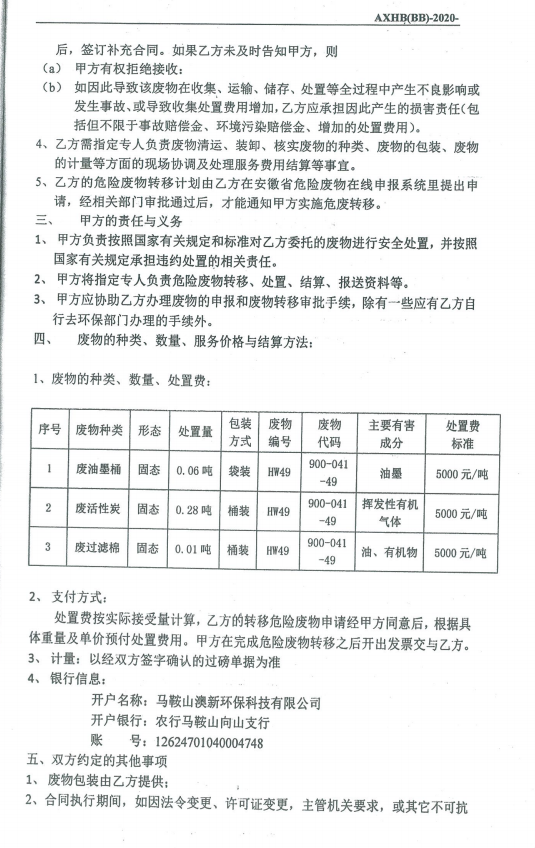 AXHB(BB)-2020-
后，签订补充合同。如果乙方未及时告知甲方，则
（a） 甲方有权拒绝接收：
（b） 如因此导致该废物在收集、运输、储存、处置等全过程中产生不良影响或
发生事故、或导致收集处置费用增加，乙方应承担因此产生的损害责任（包
括但不限于事故赔偿金、环境污染赔偿金、增加的处置费用）。
4、乙方需指定专人负责废物清运、装卸、核实废物的种类、废物的包装、废物
的计量等方面的现场协调及处理服务费用结算等事宜。
5、乙方的危险废物转移计划由乙方在安徽省危险废物在线申报系统里提出申
请，经相关部门审批通过后，才能通知甲方实施危废转移。
三、 甲方的责任与义务
1、 甲方负责按照国家有关规定和标准对乙方委托的废物进行安全处置，并按照
国家有关规定承担违约处置的相关责任。
2、 甲方将指定专人负责危险废物转移、处置、结算、报送资料等。
3、 甲方应协助乙方办理废物的申报和废物转移审批手续，除有一些应有乙方自
行去环保部门办理的手续外。
四、 废物的种类、数量、服务价格与结算方法：
1、废物的种类、数量、处置费：
序号 废物种类 形态 处置量 包装方式 废物编号 废物代码 主要有害成分 处置费标准
1 废油墨桶 固态 0.06 吨 袋装 HW49 900-041-49 油墨 5000 元/吨
2 废活性炭 固态 0.28 吨 桶装 HW49 900-041-49 挥发性有机气体 5000 元/吨
3 废过滤棉 固态 0.01 吨 桶装 HW49 900-041-49 油、有机物 5000 元/吨
2、 支付方式：
处置费按实际接受量计算，乙方的转移危险废物申请经甲方同意后，根据具
体重量及单价预付处置费用。甲方在完成危险废物转移之后开出发票交与乙方。
3、 计量：以经双方签字确认的过磅单据为准
4、 银行信息：
开户名称：马鞍山澳新环保科技有限公司
开户银行：农行马鞍山向山支行
账 号：12624701040004748
五、双方约定的其他事项
1、 废物包装由乙方提供；
2、合同执行期间，如因法令变更、许可证变更，主管机关要求，或其它不可抗